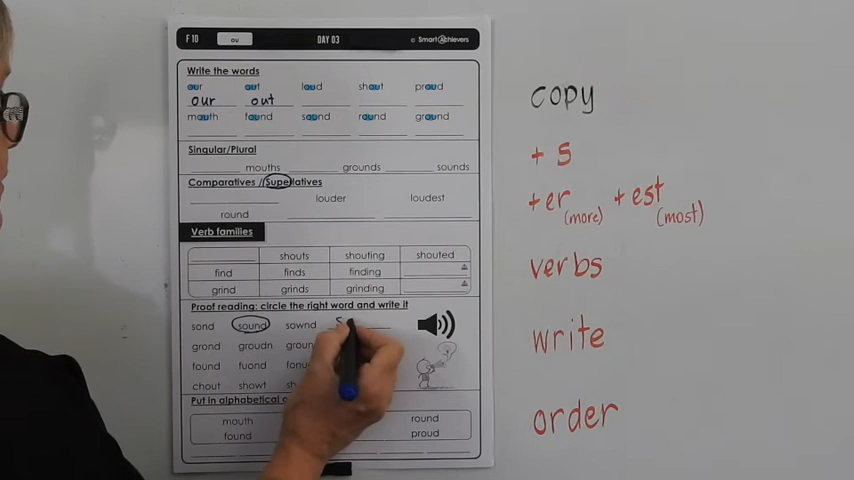 F 10 ou DAY 03 © SmartAchievers
Write the words
our out loud shout proud
our out
mouth found sound round ground
Singular/Plural
mouths grounds sounds
Comparatives //Superlatives
louder loudest
round
Verb families
shouts shouting shouted
find finds finding
grind grinds grinding
Proof reading: circle the right word and write it
sond sound sownd s
grond groudn groun
found fuond fonu
chout showt sh
Put in alphabetical o
mouth round
found proud
copy
+ s
+er (more) + est (most)
verbs
write
order